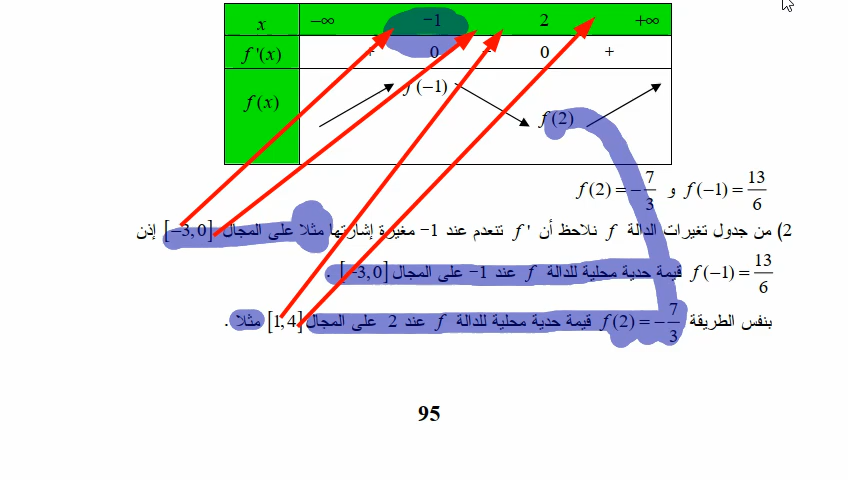 x −∞ −1 2 +∞
f '(x) + 0 − 0 +
f(x) f(−1) f(2)
f(2) = −7/3 و f(−1) = 13/6
2) من جدول تغيرات الدالة f نلاحظ أن f ' تنعدم عند 1− مغيرة إشارتها مثلا على المجال [−3,0] إذن
f(−1) = 13/6 قيمة حدية محلية للدالة f عند 1− على المجال [-3,0] .
بنفس الطريقة f(2) = −7/3 قيمة حدية محلية للدالة f عند 2 على المجال [1,4] مثلا .
95